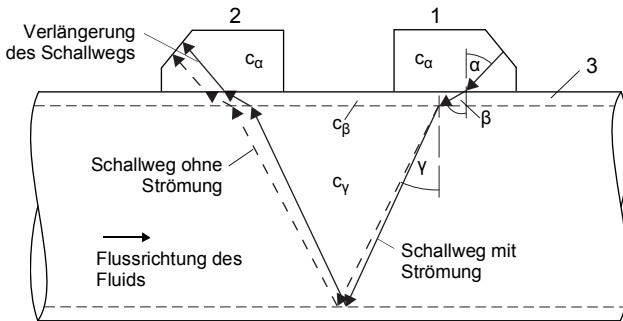 2
1
Verlängerung
des Schallwegs
cα
cα
α
3
cβ
β
Schallweg ohne
Strömung
cγ
γ
Flussrichtung des
Fluids
Schallweg mit
Strömung